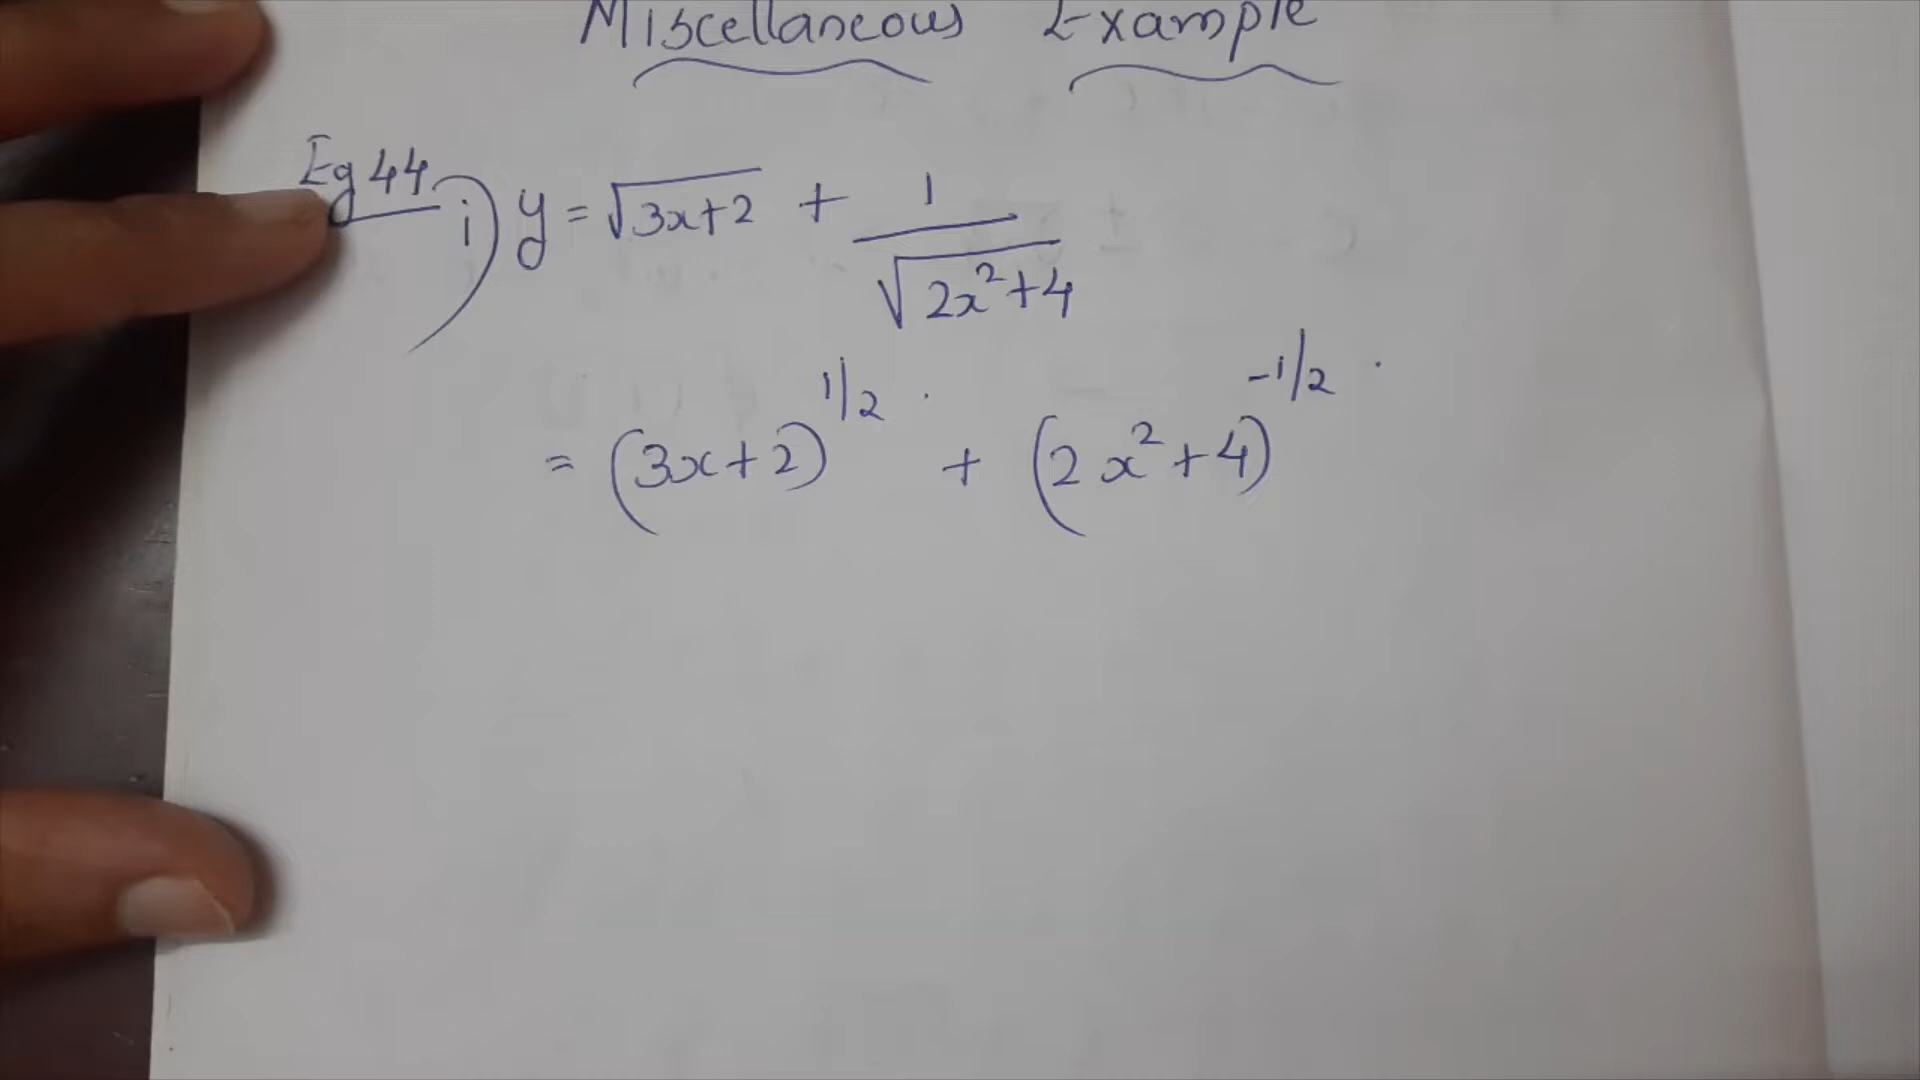 Miscellaneous Example
Eg 44 i) y = √3x+2 + 1/√2x²+4
= (3x+2)^1/2 + (2x²+4)^-1/2